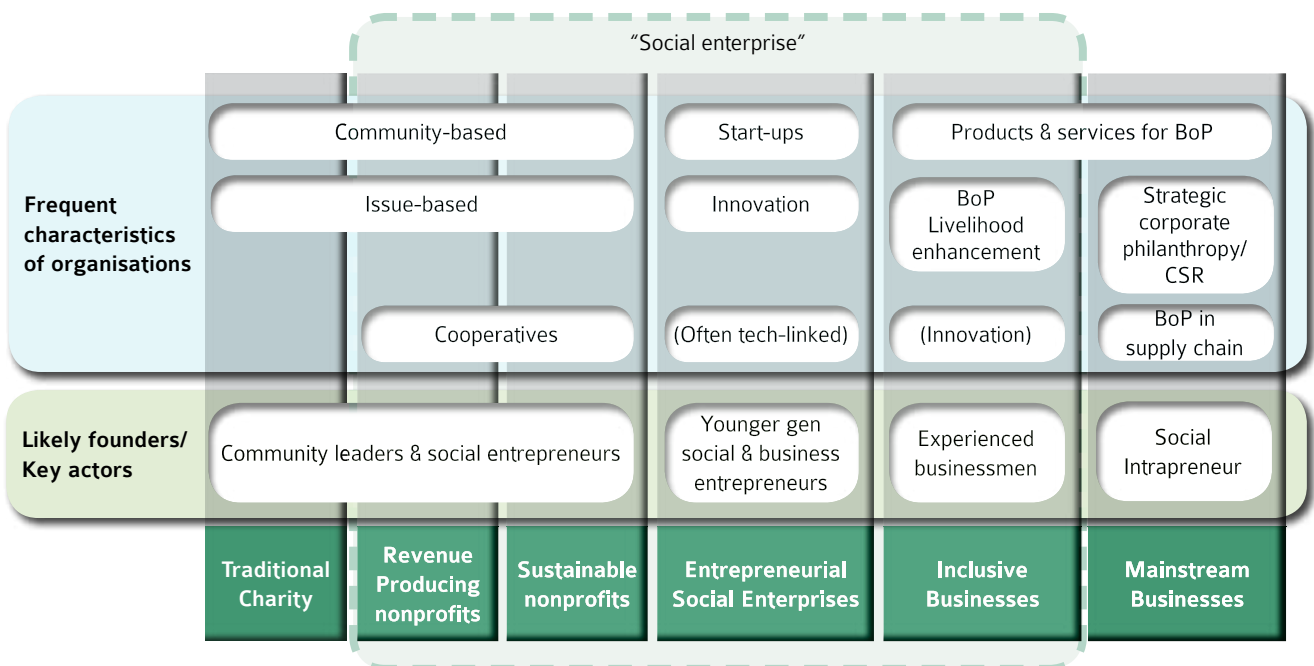 “Social enterprise”
Community-based
Start-ups
Products & services for BoP
Frequent
characteristics
of organisations
Issue-based
Innovation
BoP
Livelihood
enhancement
Strategic
corporate
philanthropy/
CSR
Cooperatives
(Often tech-linked)
(Innovation)
BoP in
supply chain
Likely founders/
Key actors
Community leaders & social entrepreneurs
Younger gen
social & business
entrepreneurs
Experienced
businessmen
Social
Intrapreneur
Traditional
Charity
Revenue
Producing
nonprofits
Sustainable
nonprofits
Entrepreneurial
Social Enterprises
Inclusive
Businesses
Mainstream
Businesses